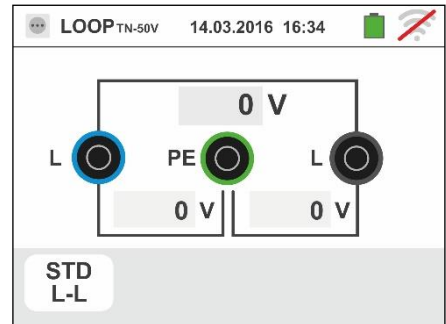 LOOP TN-50V 14.03.2016 16:34
0 V
L PE L
0 V 0 V
STD
L-L